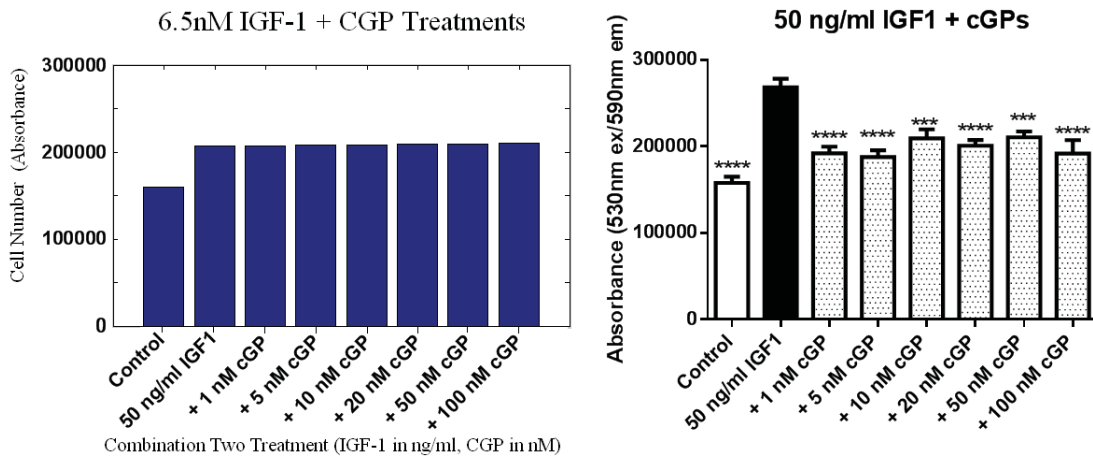 6.5nM IGF-1 + CGP Treatments
Cell Number (Absorbance)
300000
200000
100000
0
Control
50 ng/ml IGF1
+ 1 nM cGP
+ 5 nM cGP
+ 10 nM cGP
+ 20 nM cGP
+ 50 nM cGP
+ 100 nM cGP
Combination Two Treatment (IGF-1 in ng/ml, CGP in nM)
50 ng/ml IGF1 + cGPs
Absorbance (530nm ex/590nm em)
300000
200000
100000
0
****
****
****
***
****
***
****
Control
50 ng/ml IGF1
+ 1 nM cGP
+ 5 nM cGP
+ 10 nM cGP
+ 20 nM cGP
+ 50 nM cGP
+ 100 nM cGP